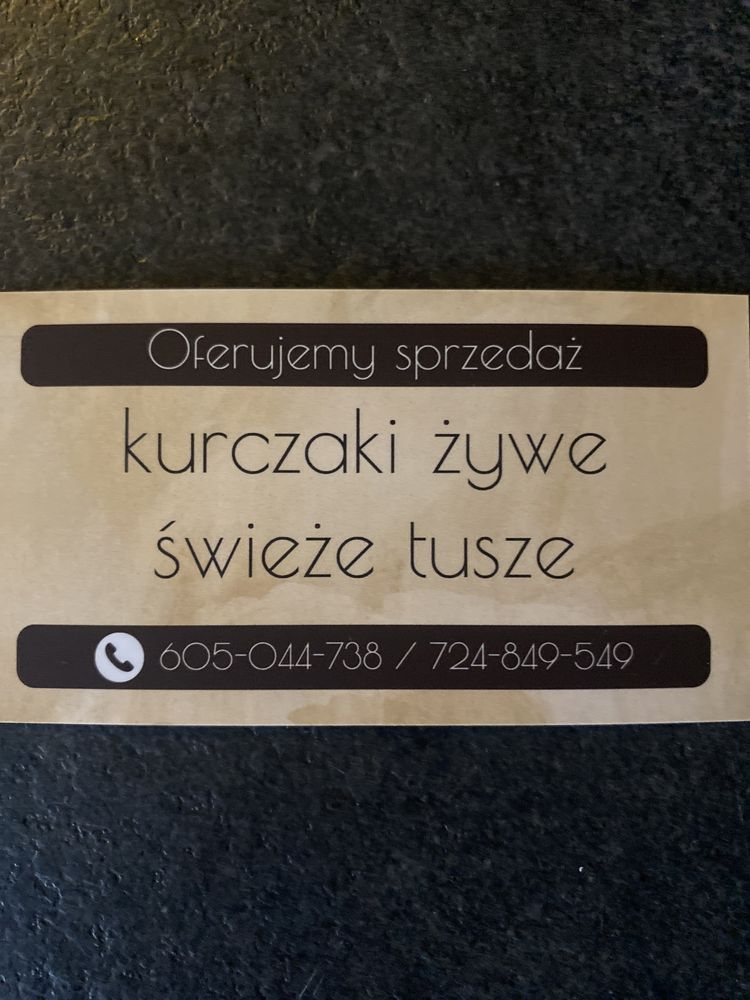 Oferujemy sprzedaż
kurczaki żywe
świeże tusze
605-044-738 / 724-849-549